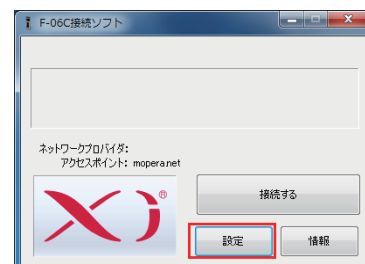 F-06C接続ソフト
ネットワークプロバイダ:
アクセスポイント: mopera.net
Xi®
接続する
設定
情報